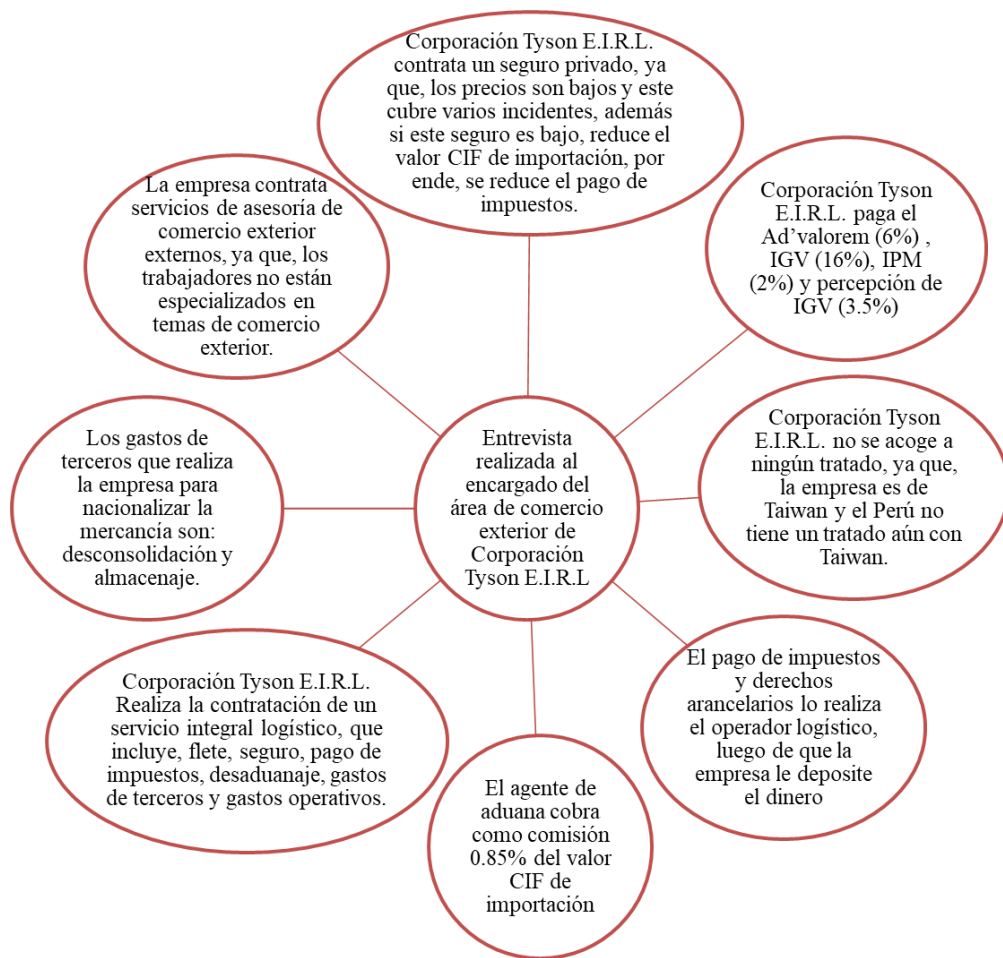 Corporación Tyson E.I.R.L.
contrata un seguro privado, ya
que, los precios son bajos y este
cubre varios incidentes, además
si este seguro es bajo, reduce el
valor CIF de importación, por
ende, se reduce el pago de
impuestos.
Corporación Tyson
E.I.R.L. paga el
Ad’valorem (6%) ,
IGV (16%), IPM
(2%) y percepción de
IGV (3.5%)
Corporación Tyson
E.I.R.L. no se acoge a
ningún tratado, ya que,
la empresa es de
Taiwan y el Perú no
tiene un tratado aún con
Taiwan.
El pago de impuestos
y derechos
arancelarios lo realiza
el operador logístico,
luego de que la
empresa le deposite
el dinero
El agente de
aduana cobra
como comisión
0.85% del valor
CIF de
importación
Corporación Tyson E.I.R.L.
Realiza la contratación de un
servicio integral logístico, que
incluye, flete, seguro, pago de
impuestos, desaduanaje, gastos
de terceros y gastos operativos.
Los gastos de
terceros que realiza
la empresa para
nacionalizar la
mercancía son:
desconsolidación y
almacenaje.
La empresa contrata
servicios de asesoría de
comercio exterior
externos, ya que, los
trabajadores no están
especializados en
temas de comercio
exterior.
Entrevista
realizada al
encargado del
área de comercio
exterior de
Corporación
Tyson E.I.R.L